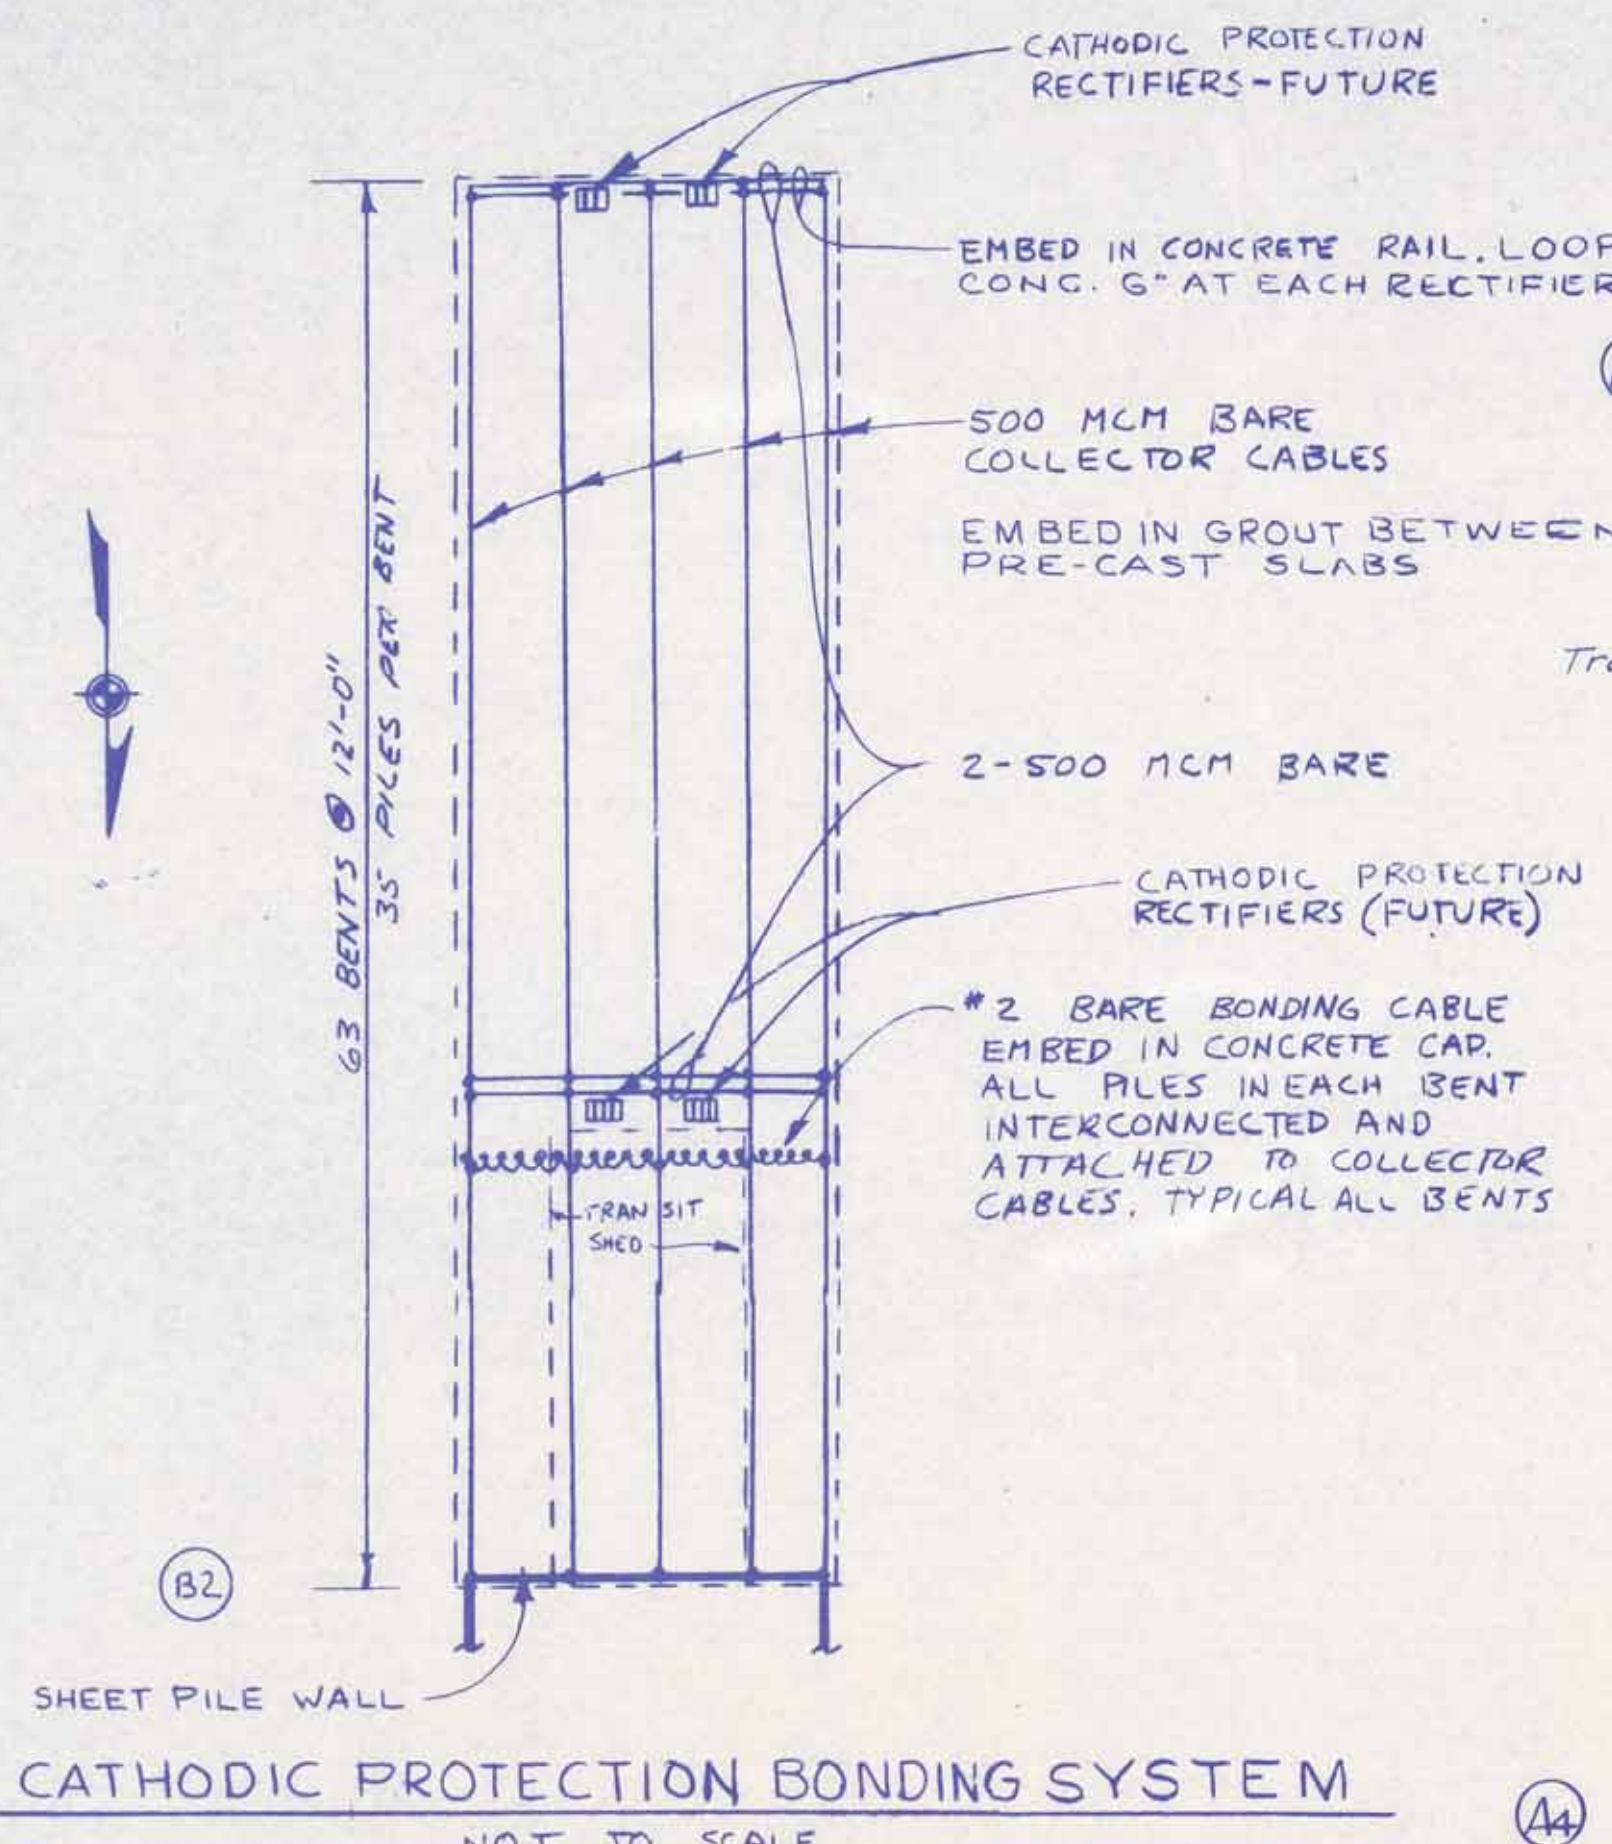 CATHODIC PROTECTION
RECTIFIERS-FUTURE
EMBED IN CONCRETE RAIL. LOOP
CONC. 6" AT EACH RECTIFIER
500 MCM BARE
COLLECTOR CABLES
EMBED IN GROUT BETWEEN
PRE-CAST SLABS
63 BENTS @ 12'-0"
35 PILES PER BENT
2-500 MCM BARE
CATHODIC PROTECTION
RECTIFIERS (FUTURE)
#2 BARE BONDING CABLE
EMBED IN CONCRETE CAP.
ALL PILES IN EACH BENT
INTERCONNECTED AND
ATTACHED TO COLLECTOR
CABLES. TYPICAL ALL BENTS
TRANSIT
SHED
B2
SHEET PILE WALL
CATHODIC PROTECTION BONDING SYSTEM
NOT TO SCALE
A4